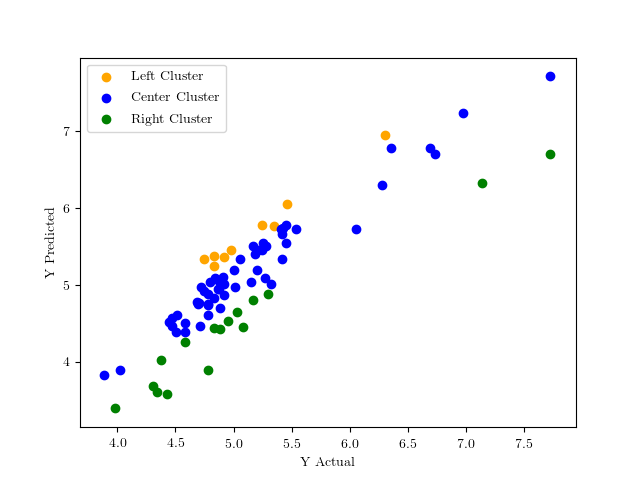 Left Cluster
Center Cluster
Right Cluster
7
6
5
4
Y Predicted
4.0 4.5 5.0 5.5 6.0 6.5 7.0 7.5
Y Actual